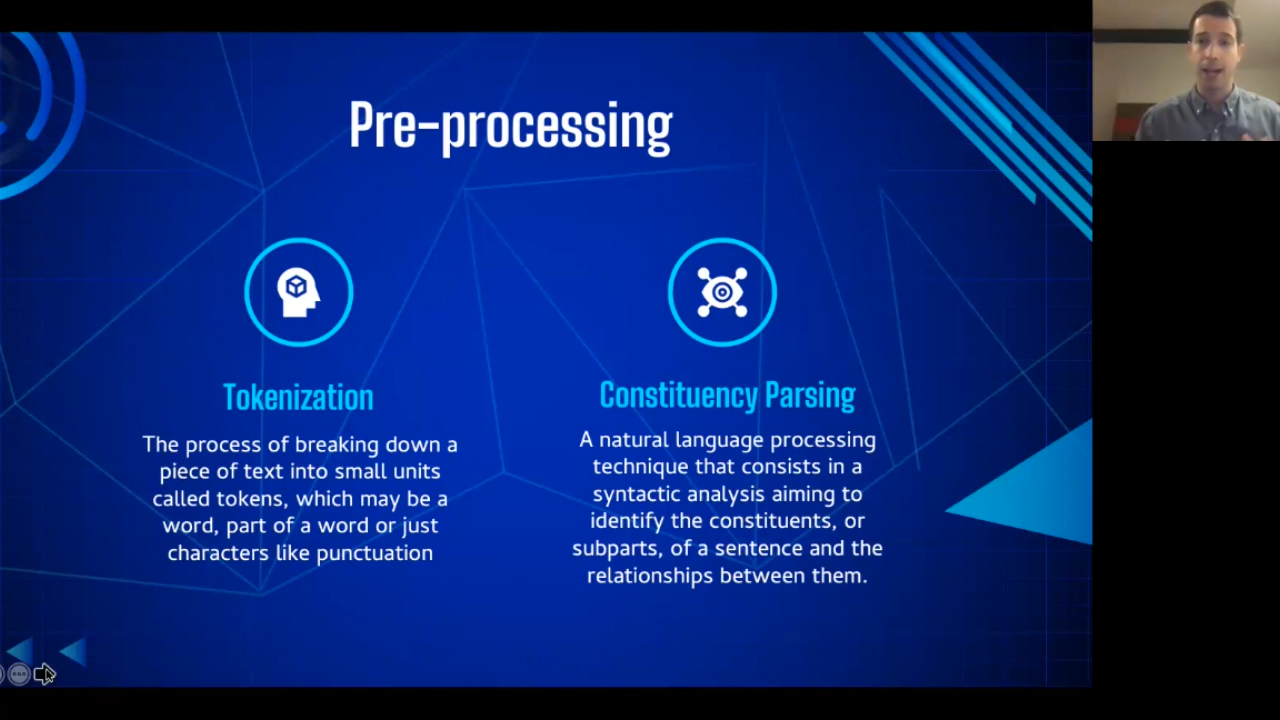 Pre-processing
Tokenization
The process of breaking down a
piece of text into small units
called tokens, which may be a
word, part of a word or just
characters like punctuation
Constituency Parsing
A natural language processing
technique that consists in a
syntactic analysis aiming to
identify the constituents, or
subparts, of a sentence and the
relationships between them.